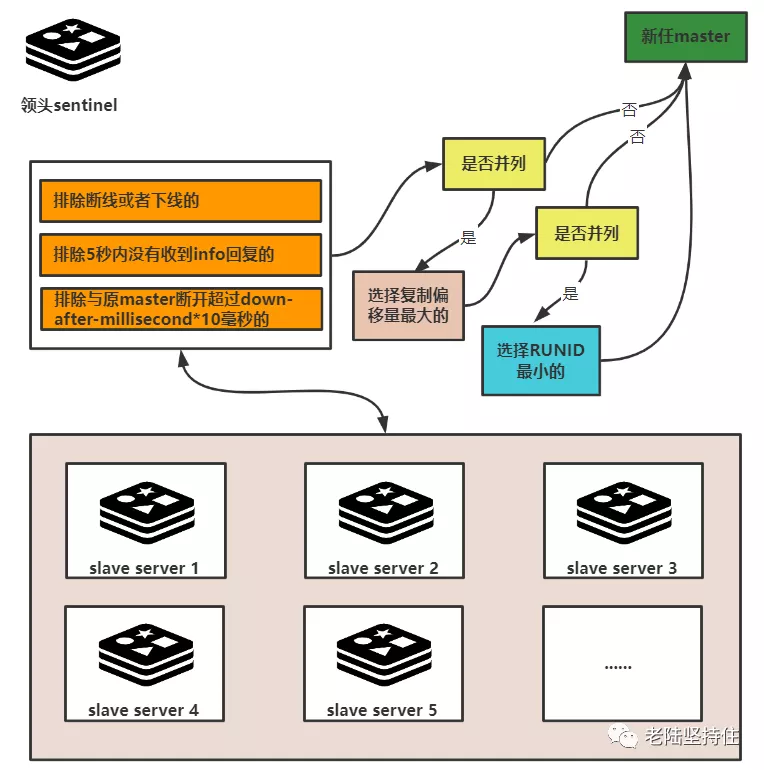 领头sentinel
新任master
排除断线或者下线的
排除5秒内没有收到info回复的
排除与原master断开超过down-
after-millisecond*10毫秒的
是否并列
否
是
选择复制偏
移量最大的
是否并列
否
是
选择RUNID
最小的
slave server 1
slave server 2
slave server 3
slave server 4
slave server 5
......
老陆坚持住